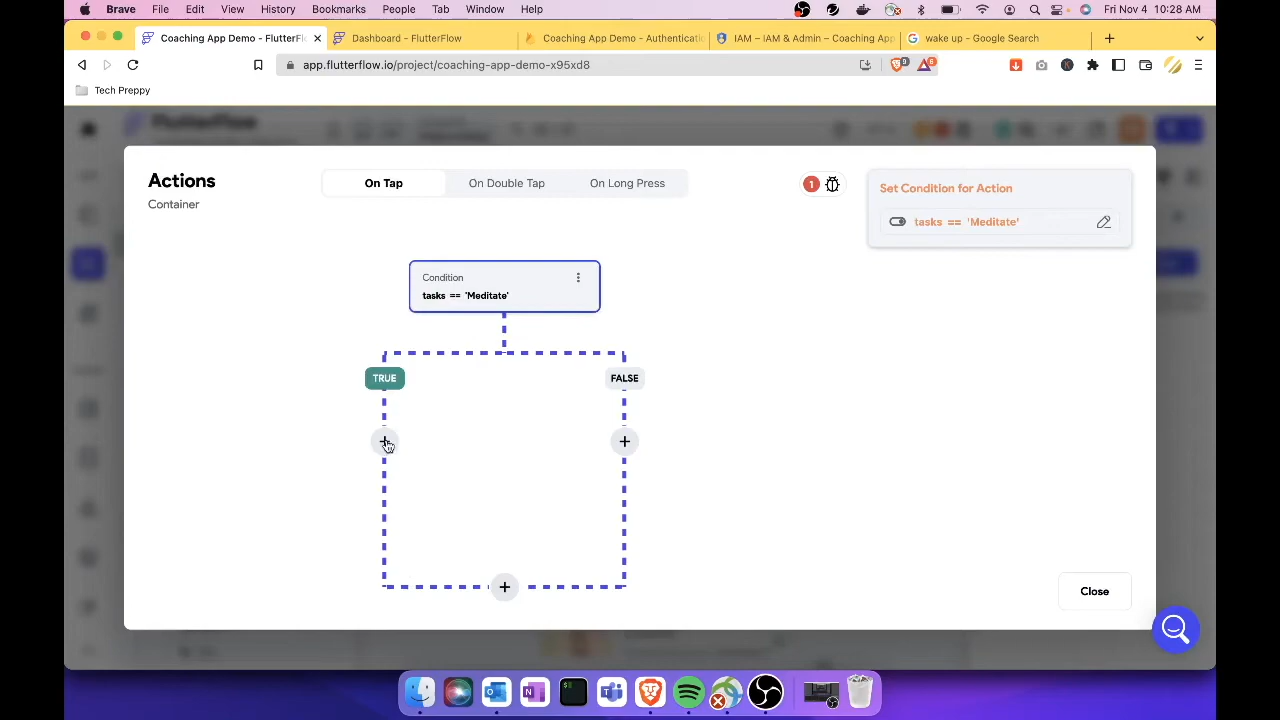 Brave File Edit View History Bookmarks People Tab Window Help Fri Nov 4 10:28 AM
Coaching App Demo - FlutterFl
Dashboard - FlutterFlow
Coaching App Demo - Authenticati
IAM – IAM & Admin – Coaching App
wake up - Google Search
app.flutterflow.io/project/coaching-app-demo-x95xd8
Tech Preppy
FlutterFlow
Actions
Container
On Tap
On Double Tap
On Long Press
1
Set Condition for Action
tasks == 'Meditate'
Condition
tasks == 'Meditate'
TRUE
FALSE
Close